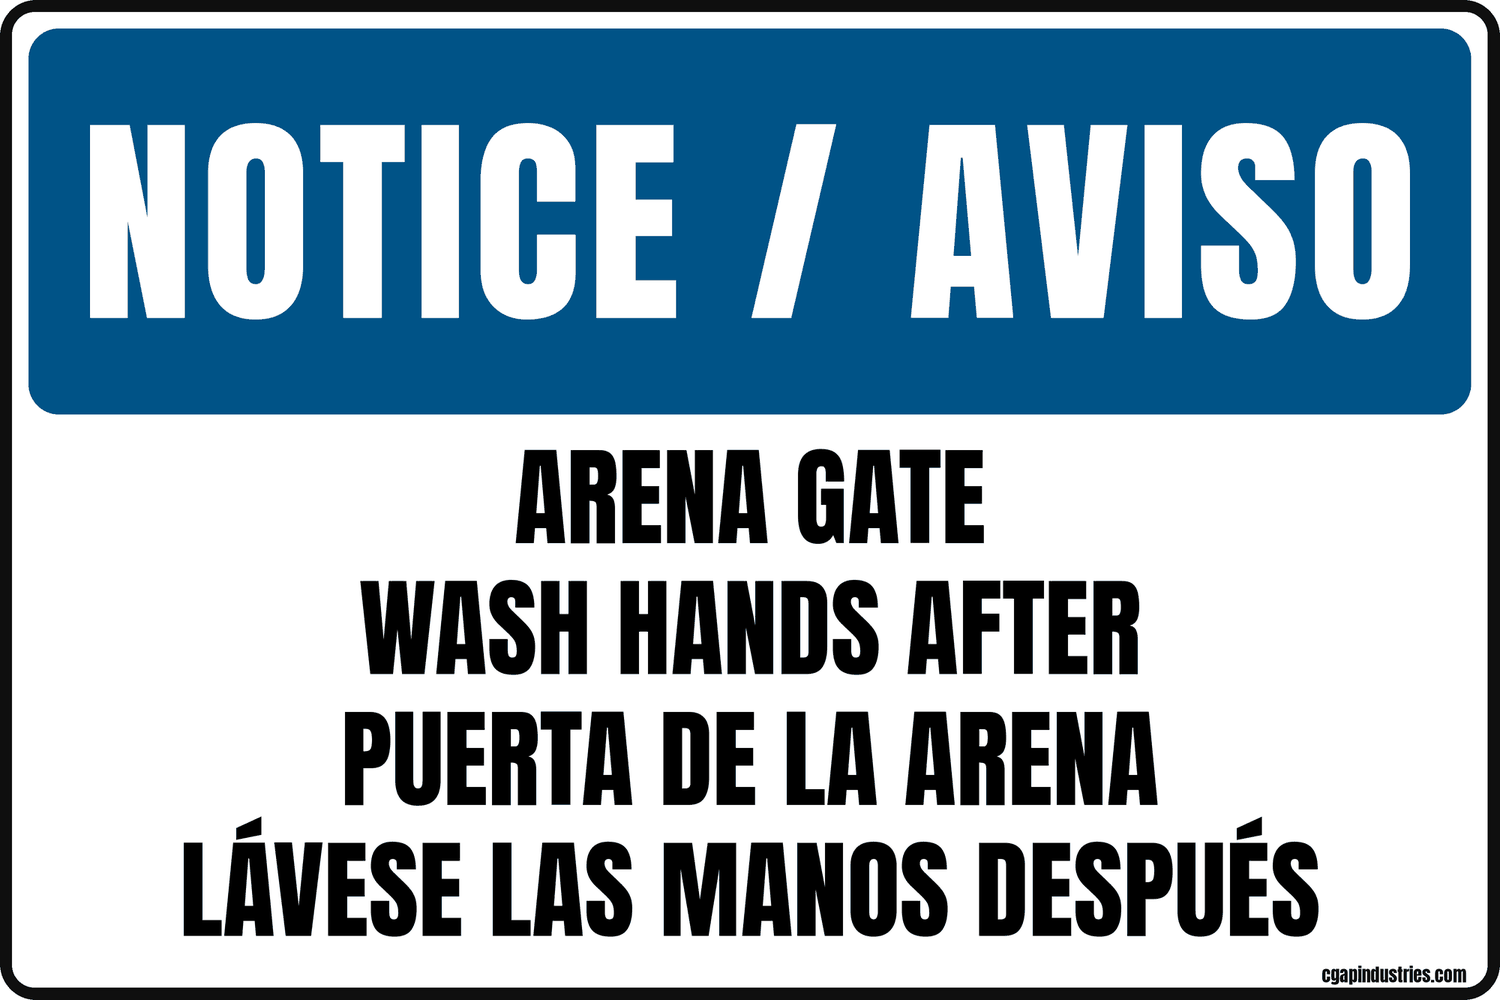 NOTICE / AVISO
ARENA GATE
WASH HANDS AFTER
PUERTA DE LA ARENA
LÁVESE LAS MANOS DESPUÉS
cgapindustries.com